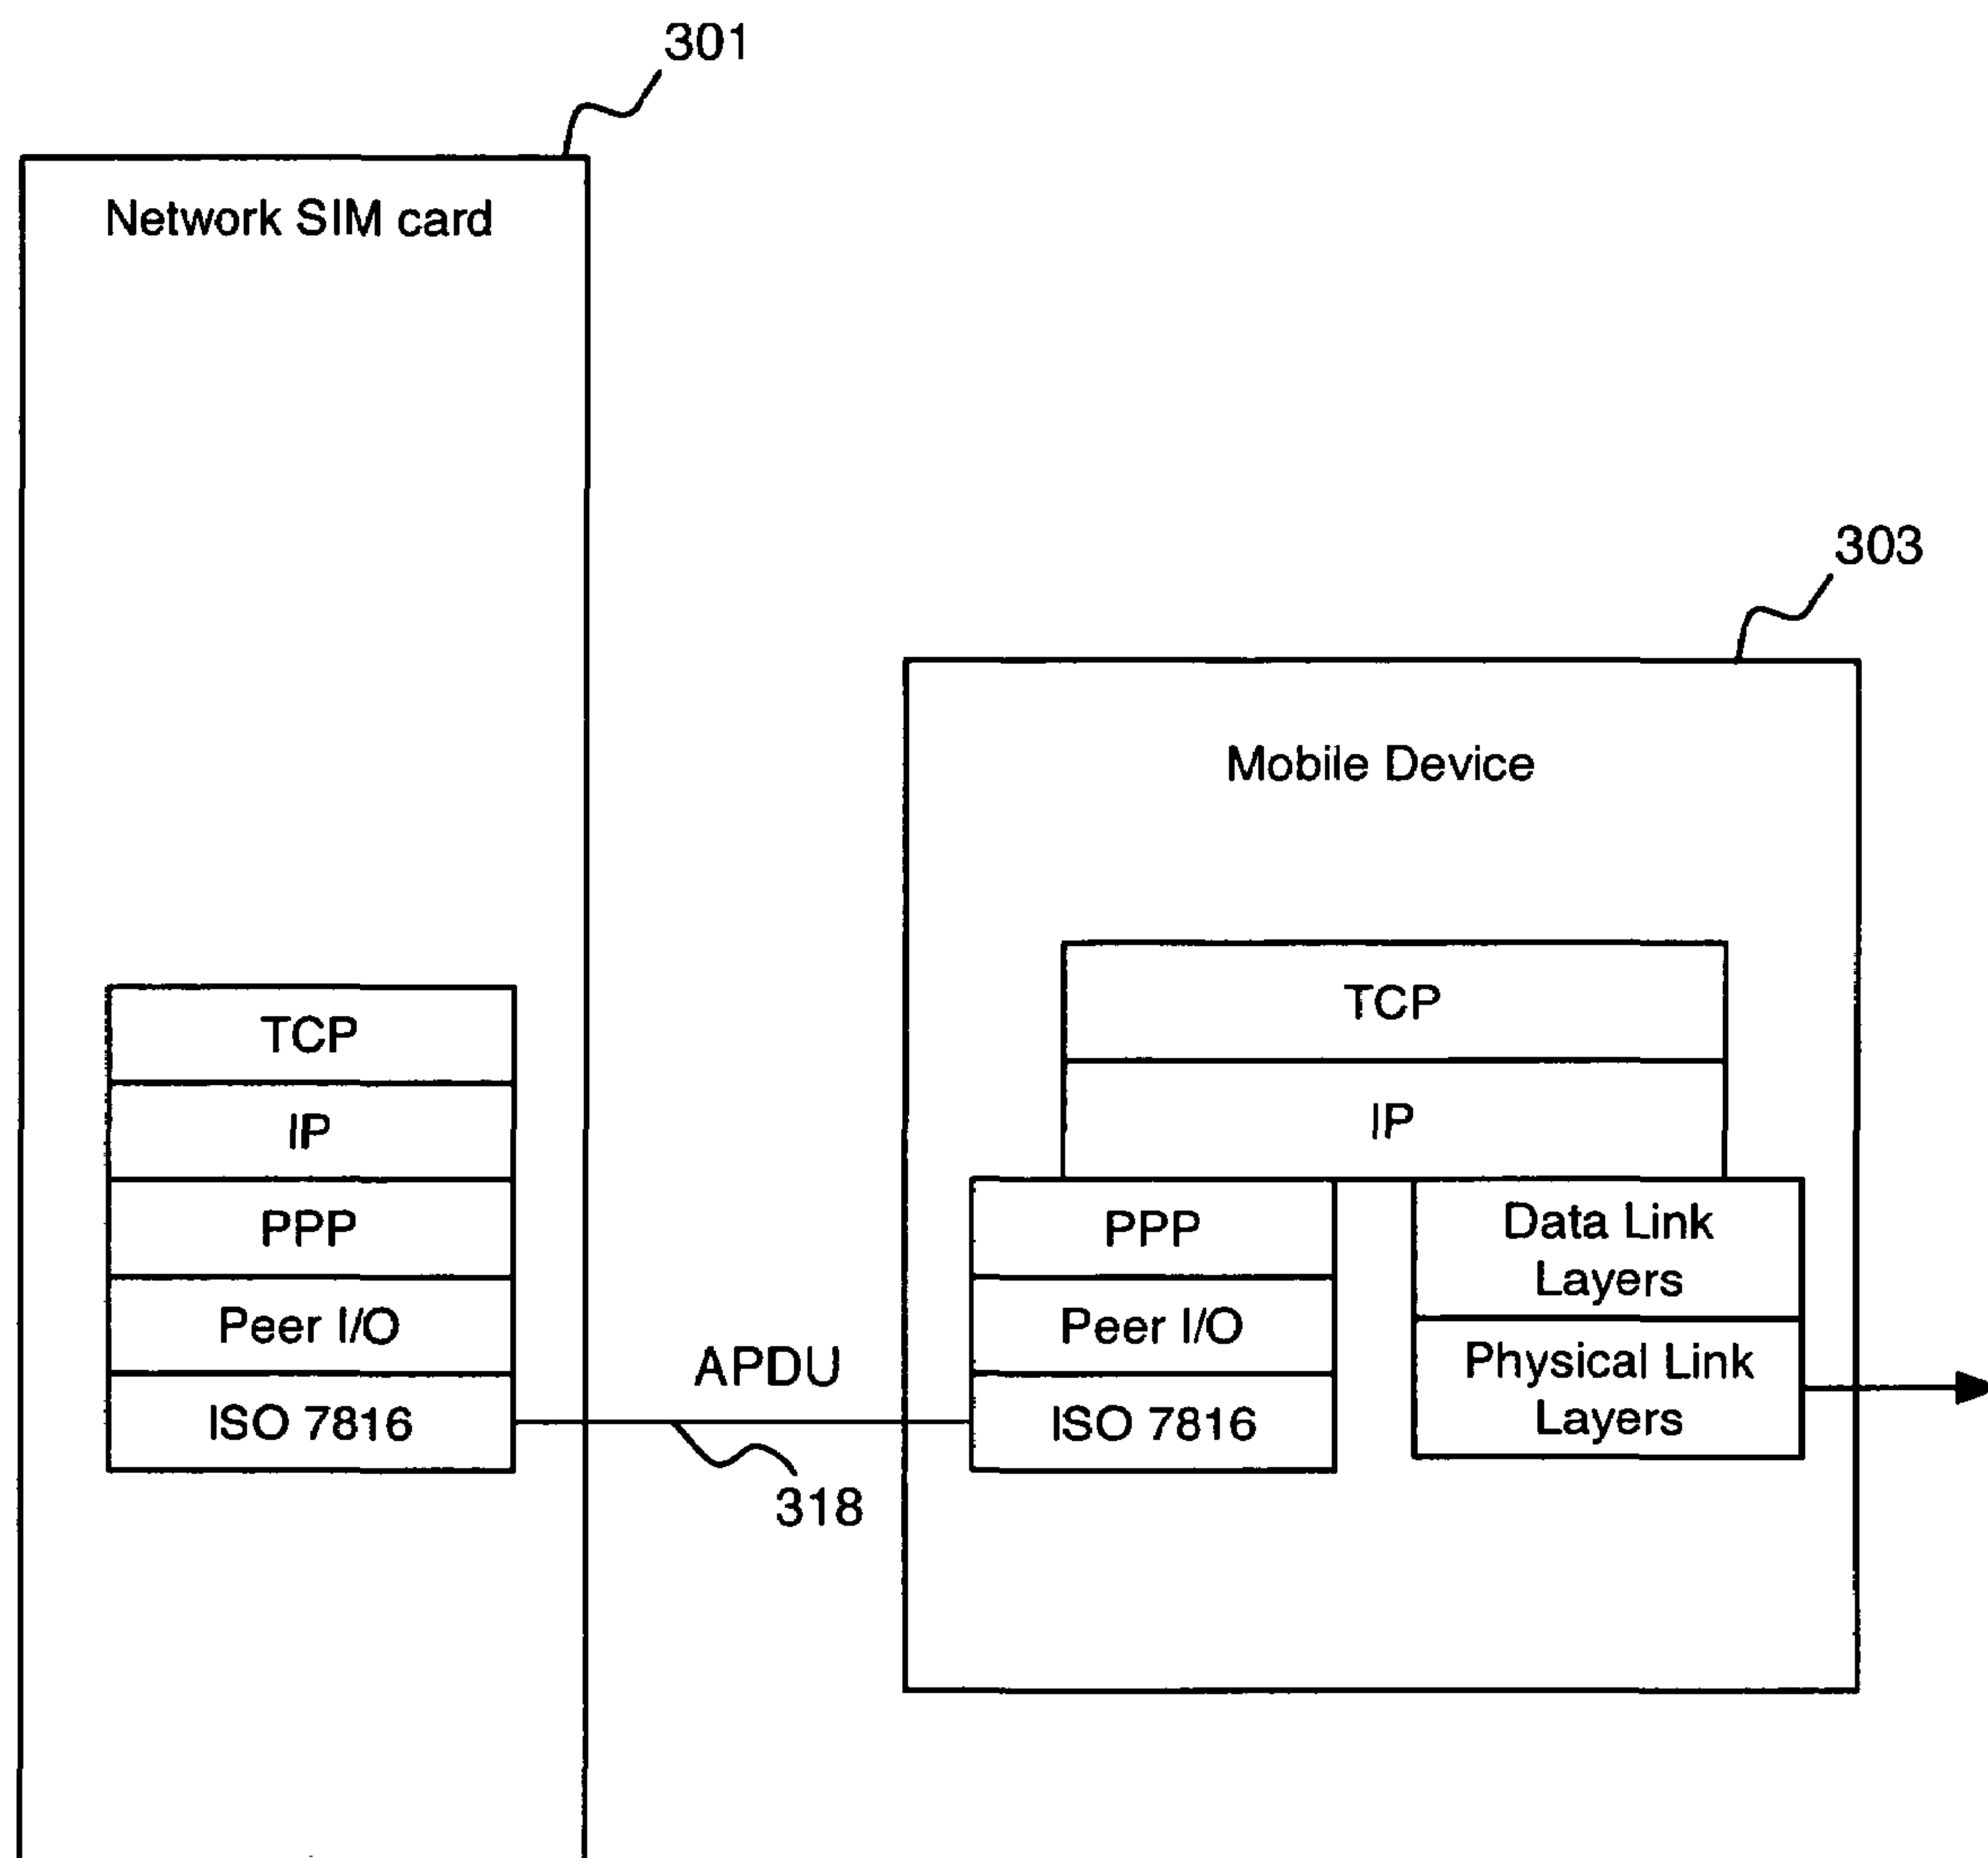 301
Network SIM card
303
Mobile Device
TCP
IP
PPP
Peer I/O
ISO 7816
APDU
318
TCP
IP
PPP
Peer I/O
ISO 7816
Data Link
Layers
Physical Link
Layers